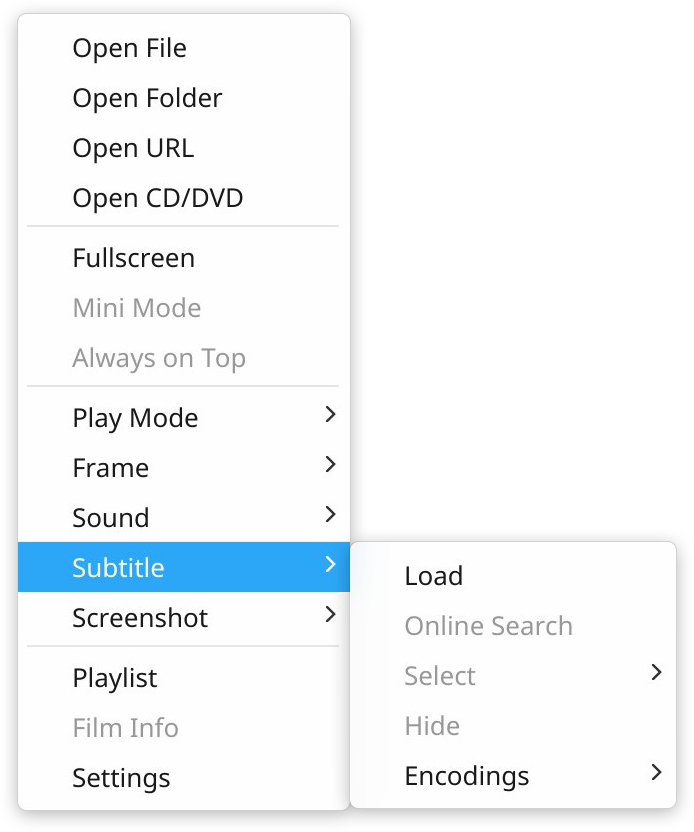 Open File
Open Folder
Open URL
Open CD/DVD
Fullscreen
Mini Mode
Always on Top
Play Mode
Frame
Sound
Subtitle
Screenshot
Playlist
Film Info
Settings
Load
Online Search
Select
Hide
Encodings